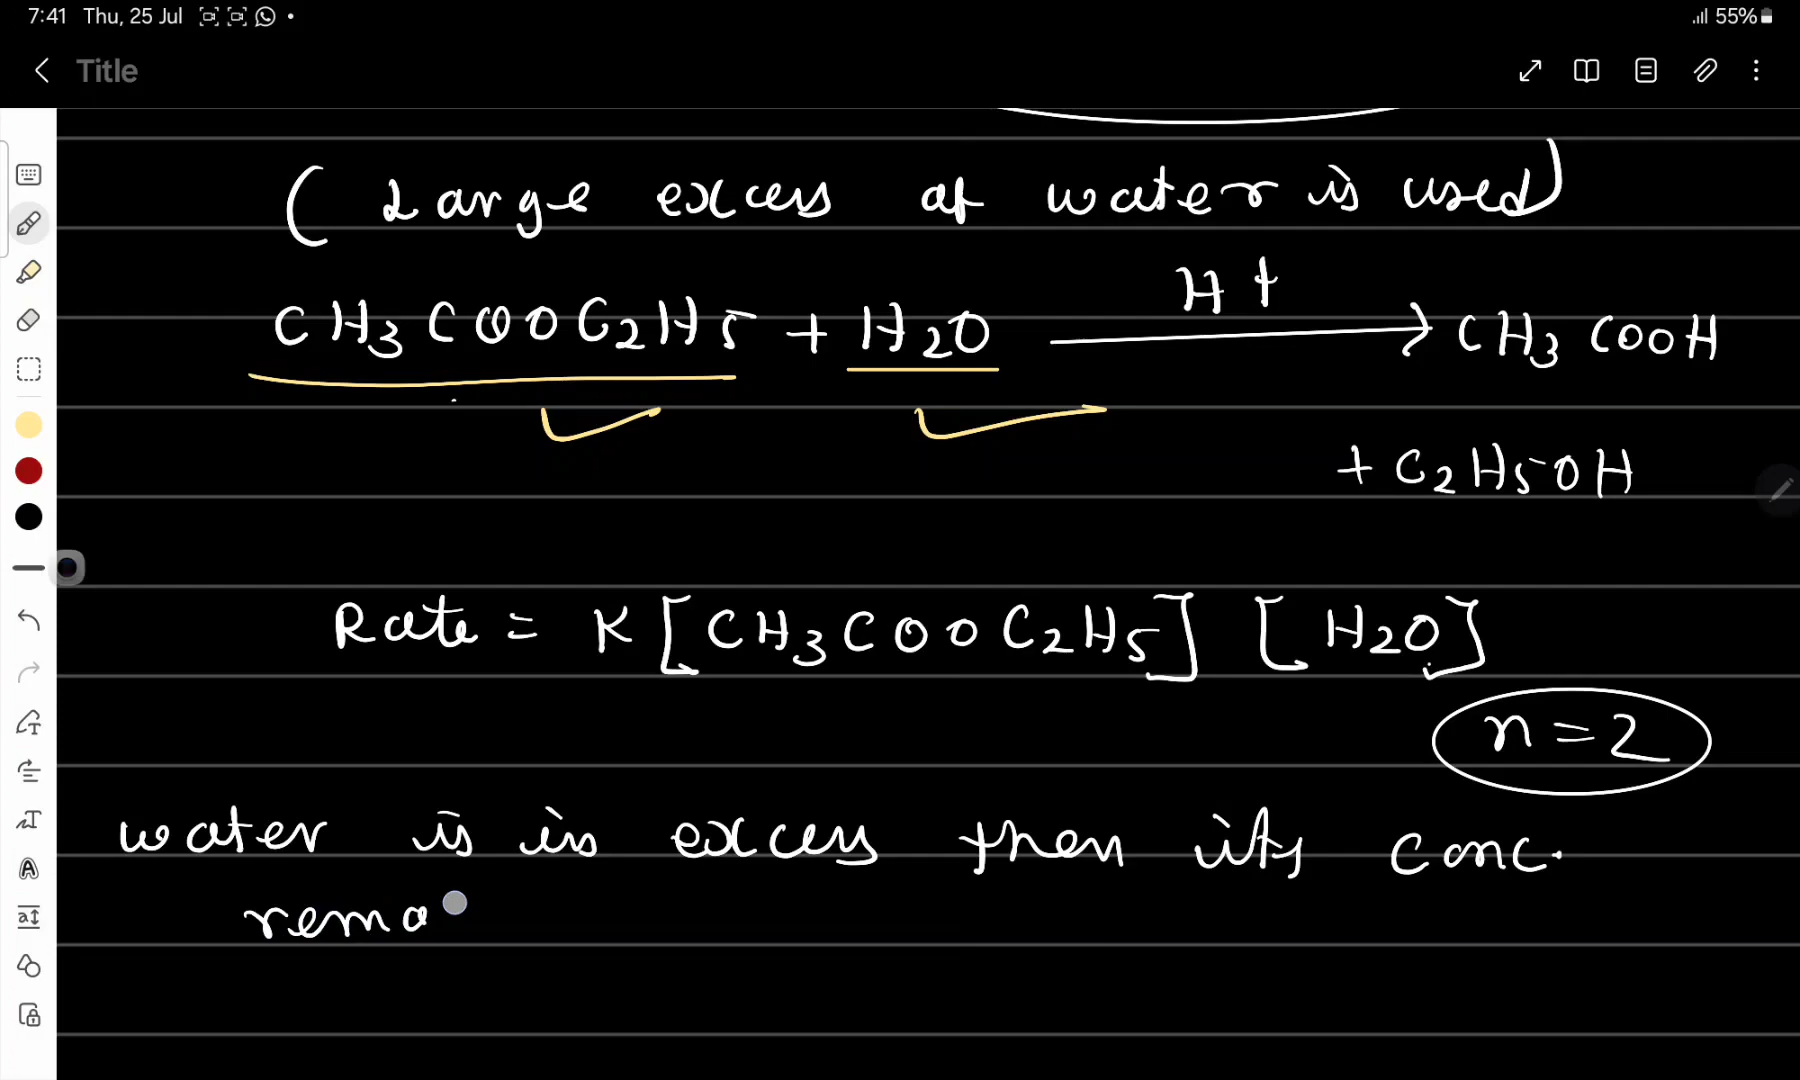 7:41 Thu, 25 Jul 55%
Title
( Large excess of water is used)
CH3COOC2H5 + H2O H+ → CH3COOH
+ C2H5OH
Rate = K [CH3COOC2H5] [H2O]
n = 2
water is in excess then its conc.
rema